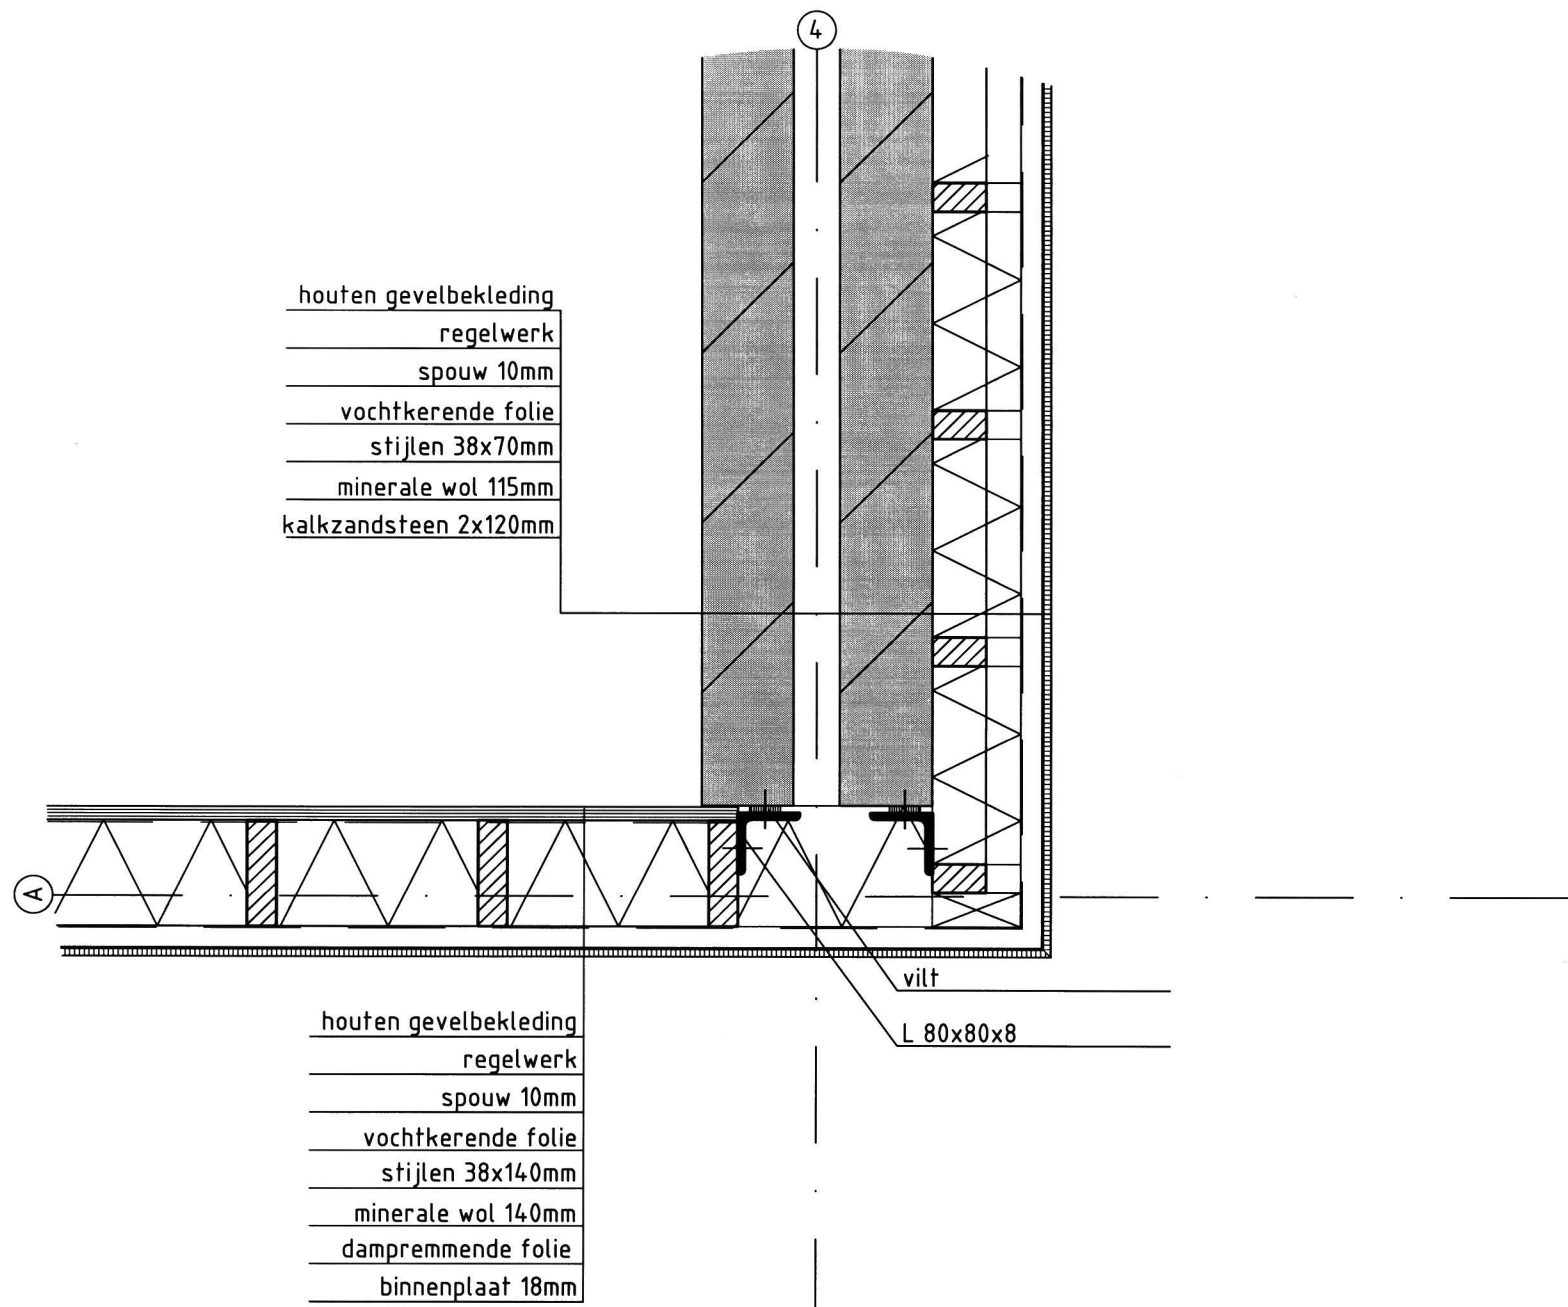 4
houten gevelbekleding
regelwerk
spouw 10mm
vochtkerende folie
stijlen 38x70mm
minerale wol 115mm
kalkzandsteen 2x120mm
A
vilt
L 80x80x8
houten gevelbekleding
regelwerk
spouw 10mm
vochtkerende folie
stijlen 38x140mm
minerale wol 140mm
dampremmende folie
binnenplaat 18mm